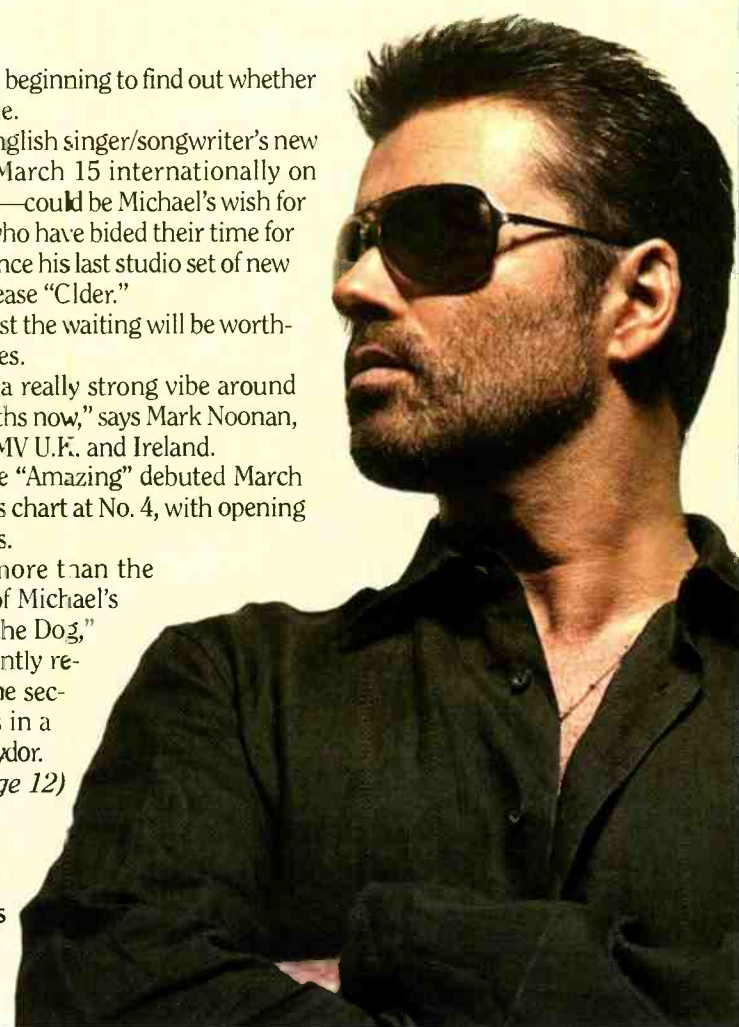 beginning to find out whether
e.
nglish singer/songwriter's new
March 15 internationally on
—could be Michael's wish for
who have bided their time for
nce his last studio set of new
ease “Clder.”
st the waiting will be worth-
es.
a really strong vibe around
ths now,” says Mark Noonan,
MV U.K. and Ireland.
e “Amazing” debuted March
s chart at No. 4, with opening
s.
more than the
of Michael's
he Dog,”
ntly re-
ne sec-
s in a
ydor.
ge 12)
s